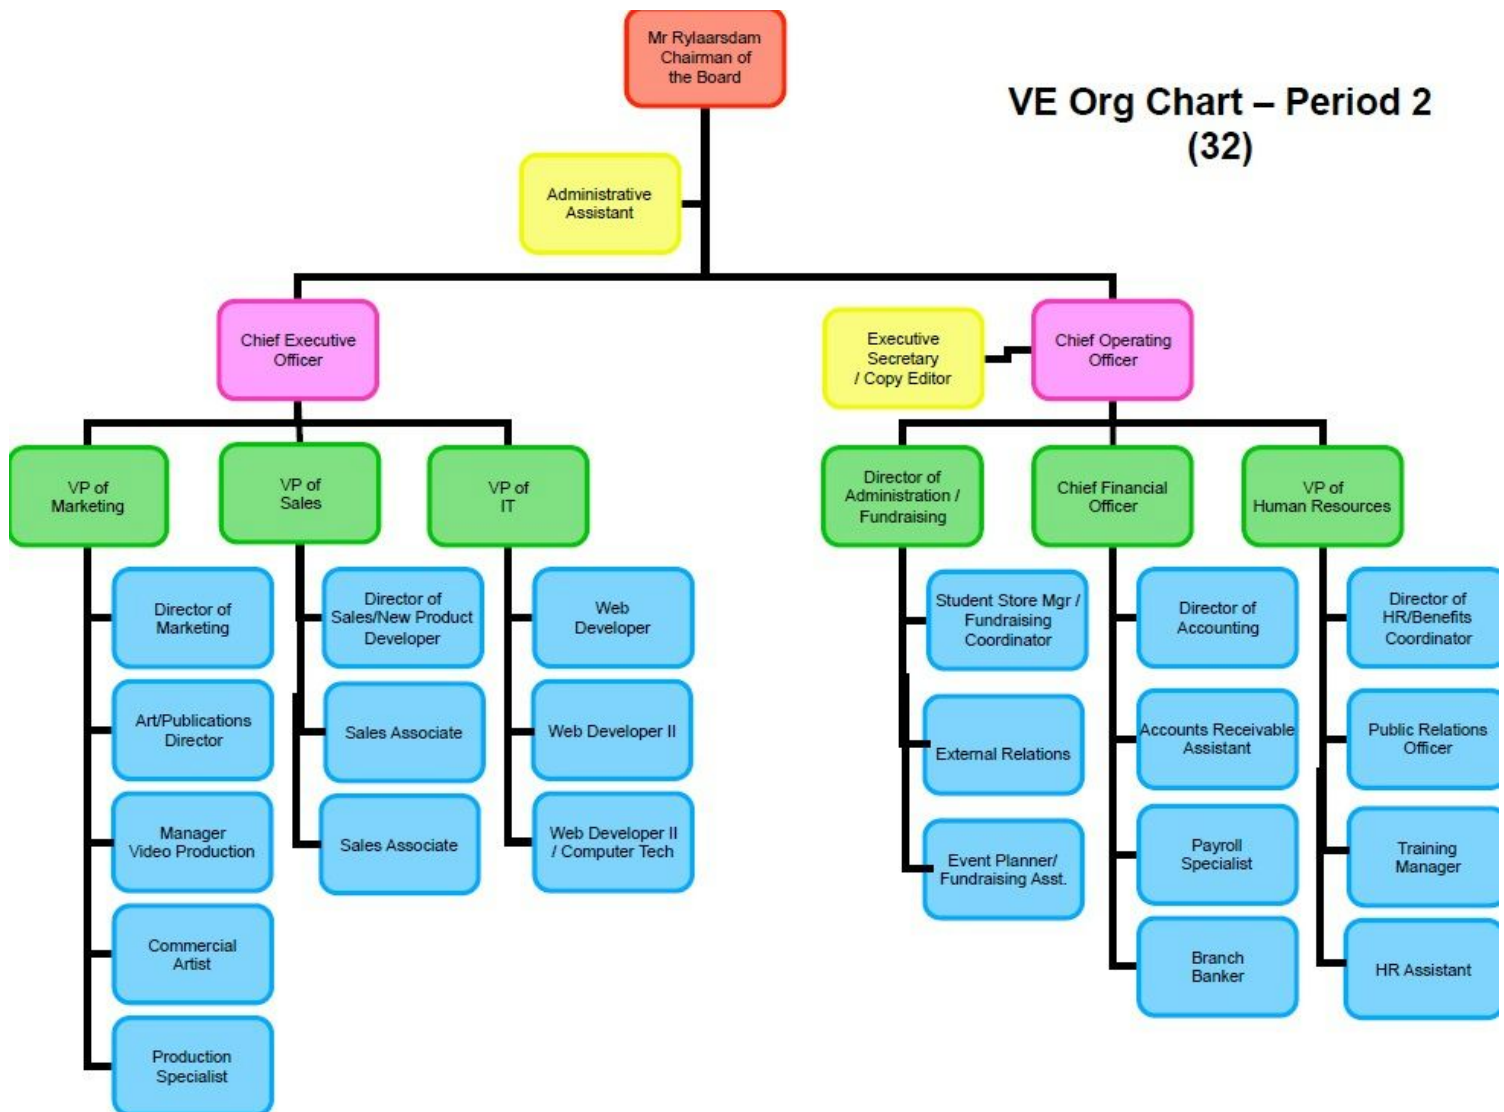 Mr Rylaarsdam
Chairman of
the Board
VE Org Chart – Period 2
(32)
Administrative
Assistant
Chief Executive
Officer
Executive
Secretary
/ Copy Editor
Chief Operating
Officer
VP of
Marketing
VP of
Sales
VP of
IT
Director of
Administration /
Fundraising
Chief Financial
Officer
VP of
Human Resources
Director of
Marketing
Art/Publications
Director
Manager
Video Production
Commercial
Artist
Production
Specialist
Director of
Sales/New Product
Developer
Sales Associate
Sales Associate
Web
Developer
Web Developer II
Web Developer II
/ Computer Tech
Student Store Mgr /
Fundraising
Coordinator
External Relations
Event Planner/
Fundraising Asst.
Director of
Accounting
Accounts Receivable
Assistant
Payroll
Specialist
Branch
Banker
Director of
HR/Benefits
Coordinator
Public Relations
Officer
Training
Manager
HR Assistant